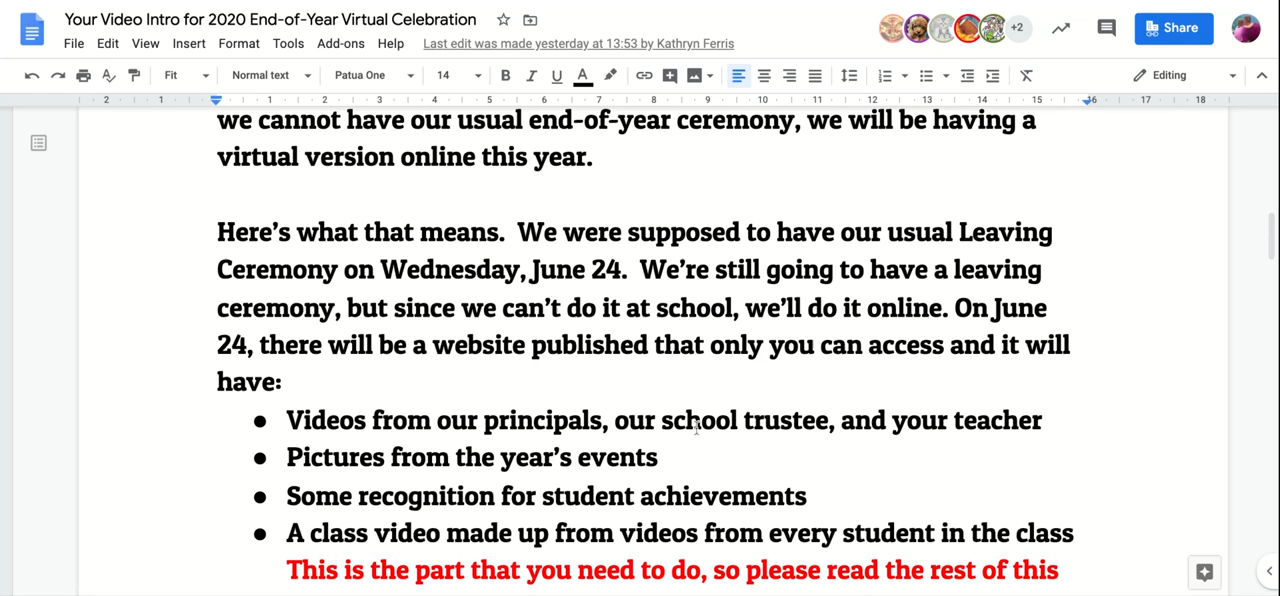 Your Video Intro for 2020 End-of-Year Virtual Celebration
+2
Share
File Edit View Insert Format Tools Add-ons Help Last edit was made yesterday at 13:53 by Kathryn Ferris
Fit Normal text Patua One 14 B I U A Editing
2 1 1 2 3 4 5 6 7 8 9 10 11 12 13 14 15 16 17 18
we cannot have our usual end-of-year ceremony, we will be having a
virtual version online this year.
Here's what that means. We were supposed to have our usual Leaving
Ceremony on Wednesday, June 24. We're still going to have a leaving
ceremony, but since we can't do it at school, we'll do it online. On June
24, there will be a website published that only you can access and it will
have:
● Videos from our principals, our school trustee, and your teacher
● Pictures from the year's events
● Some recognition for student achievements
● A class video made up from videos from every student in the class
This is the part that you need to do, so please read the rest of this